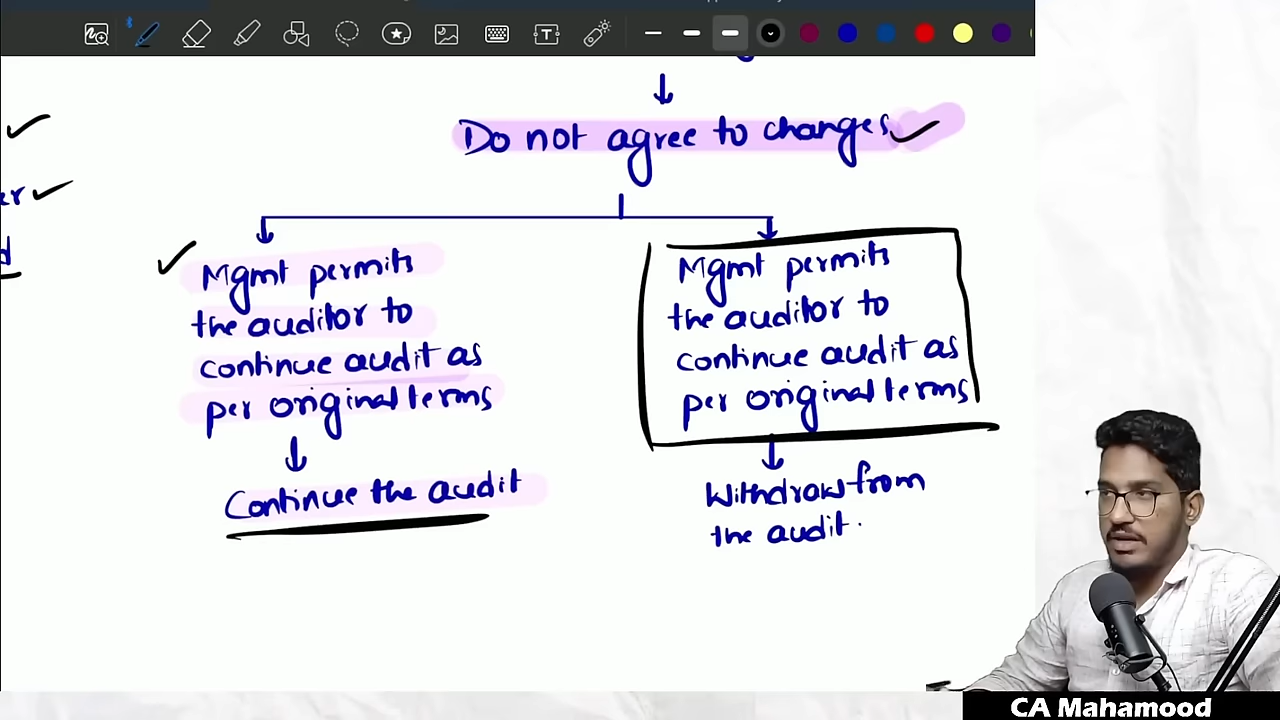 Do not agree to changes
er
d
Mgmt permits
the auditor to
continue audit as
per original terms
Continue the audit
Mgmt permits
the auditor to
continue audit as
per original terms
Withdraw from
the audit.
CA Mahamood